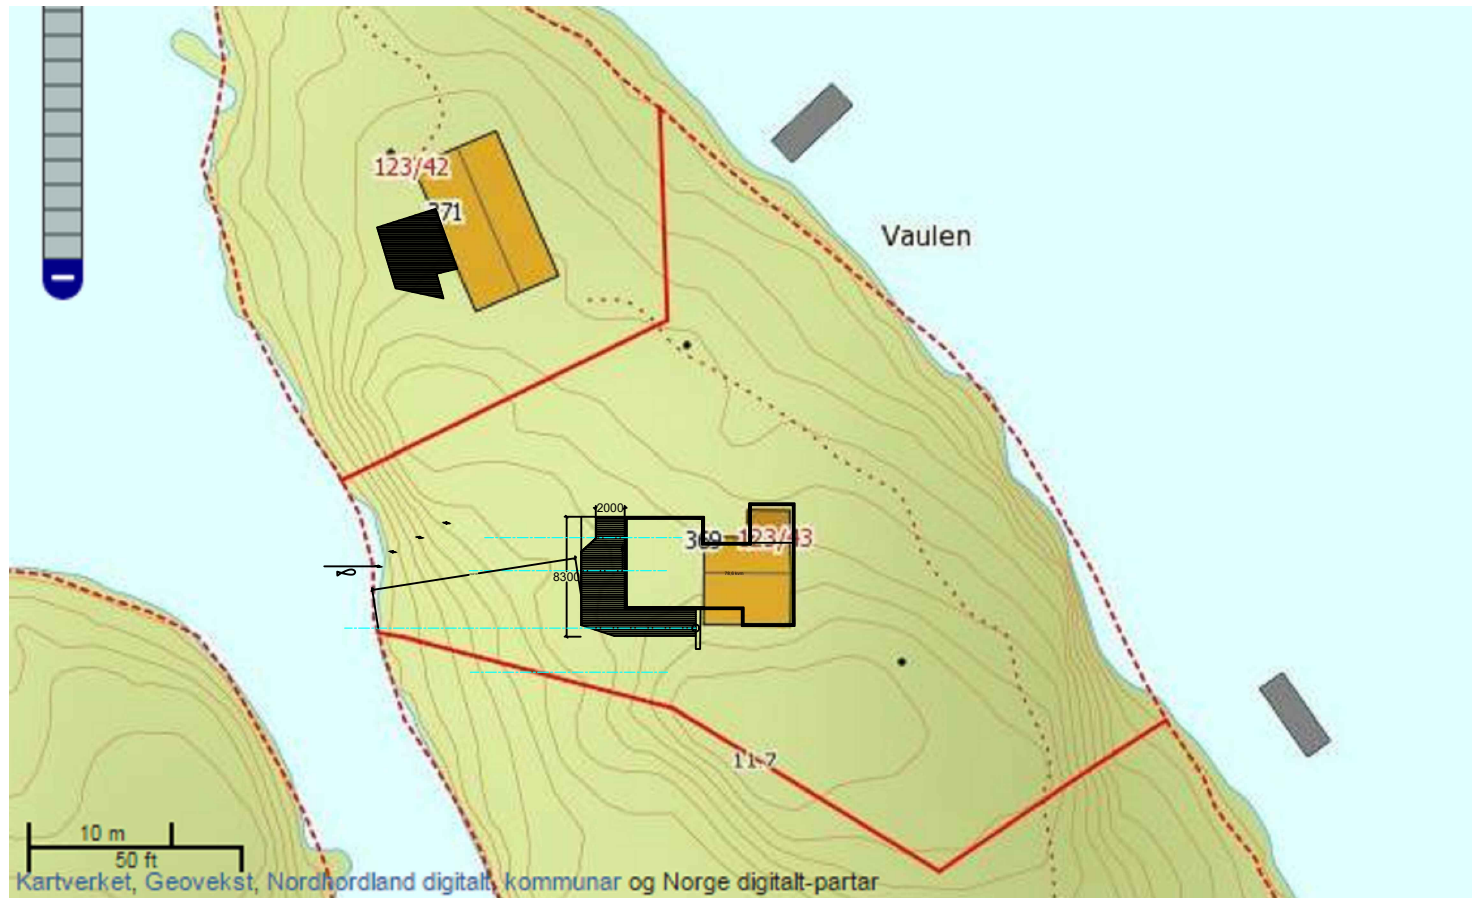 123/42
371
Vaulen
2000
369
123/43
8300
11.7
10 m
50 ft
Kartverket, Geovekst, Nordhordland digitalt, kommunar og Norge digitalt-partar